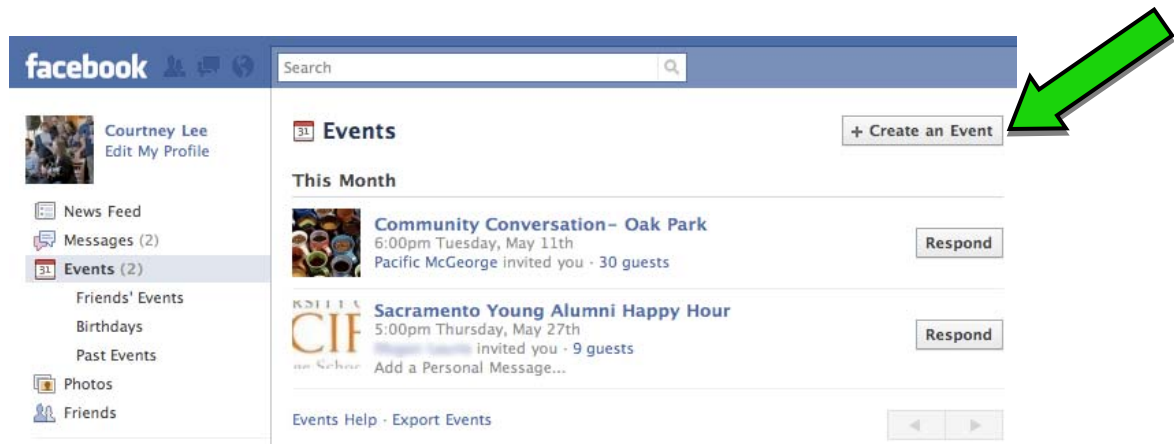 facebook
Search
Courtney Lee
Edit My Profile
News Feed
Messages (2)
31 Events (2)
Friends' Events
Birthdays
Past Events
Photos
Friends
31 Events
+ Create an Event
This Month
Community Conversation– Oak Park
6:00pm Tuesday, May 11th
Pacific McGeorge invited you · 30 guests
Respond
CIF
Sacramento Young Alumni Happy Hour
5:00pm Thursday, May 27th
invited you · 9 guests
Add a Personal Message...
Respond
Events Help · Export Events